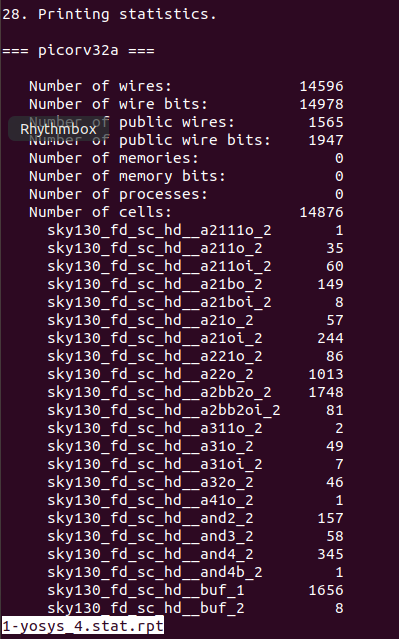 28. Printing statistics.
=== picorv32a ===
Number of wires: 14596
Number of wire bits: 14978
Number of public wires: 1565
Rhythmbox
Number of public wire bits: 1947
Number of memories: 0
Number of memory bits: 0
Number of processes: 0
Number of cells: 14876
sky130_fd_sc_hd__a2111o_2 1
sky130_fd_sc_hd__a211o_2 35
sky130_fd_sc_hd__a211oi_2 60
sky130_fd_sc_hd__a21bo_2 149
sky130_fd_sc_hd__a21boi_2 8
sky130_fd_sc_hd__a21o_2 57
sky130_fd_sc_hd__a21oi_2 244
sky130_fd_sc_hd__a221o_2 86
sky130_fd_sc_hd__a22o_2 1013
sky130_fd_sc_hd__a2bb2o_2 1748
sky130_fd_sc_hd__a2bb2oi_2 81
sky130_fd_sc_hd__a311o_2 2
sky130_fd_sc_hd__a31o_2 49
sky130_fd_sc_hd__a31oi_2 7
sky130_fd_sc_hd__a32o_2 46
sky130_fd_sc_hd__a41o_2 1
sky130_fd_sc_hd__and2_2 157
sky130_fd_sc_hd__and3_2 58
sky130_fd_sc_hd__and4_2 345
sky130_fd_sc_hd__and4b_2 1
sky130_fd_sc_hd__buf_1 1656
sky130_fd_sc_hd__buf_2 8
1-yosys_4.stat.rpt